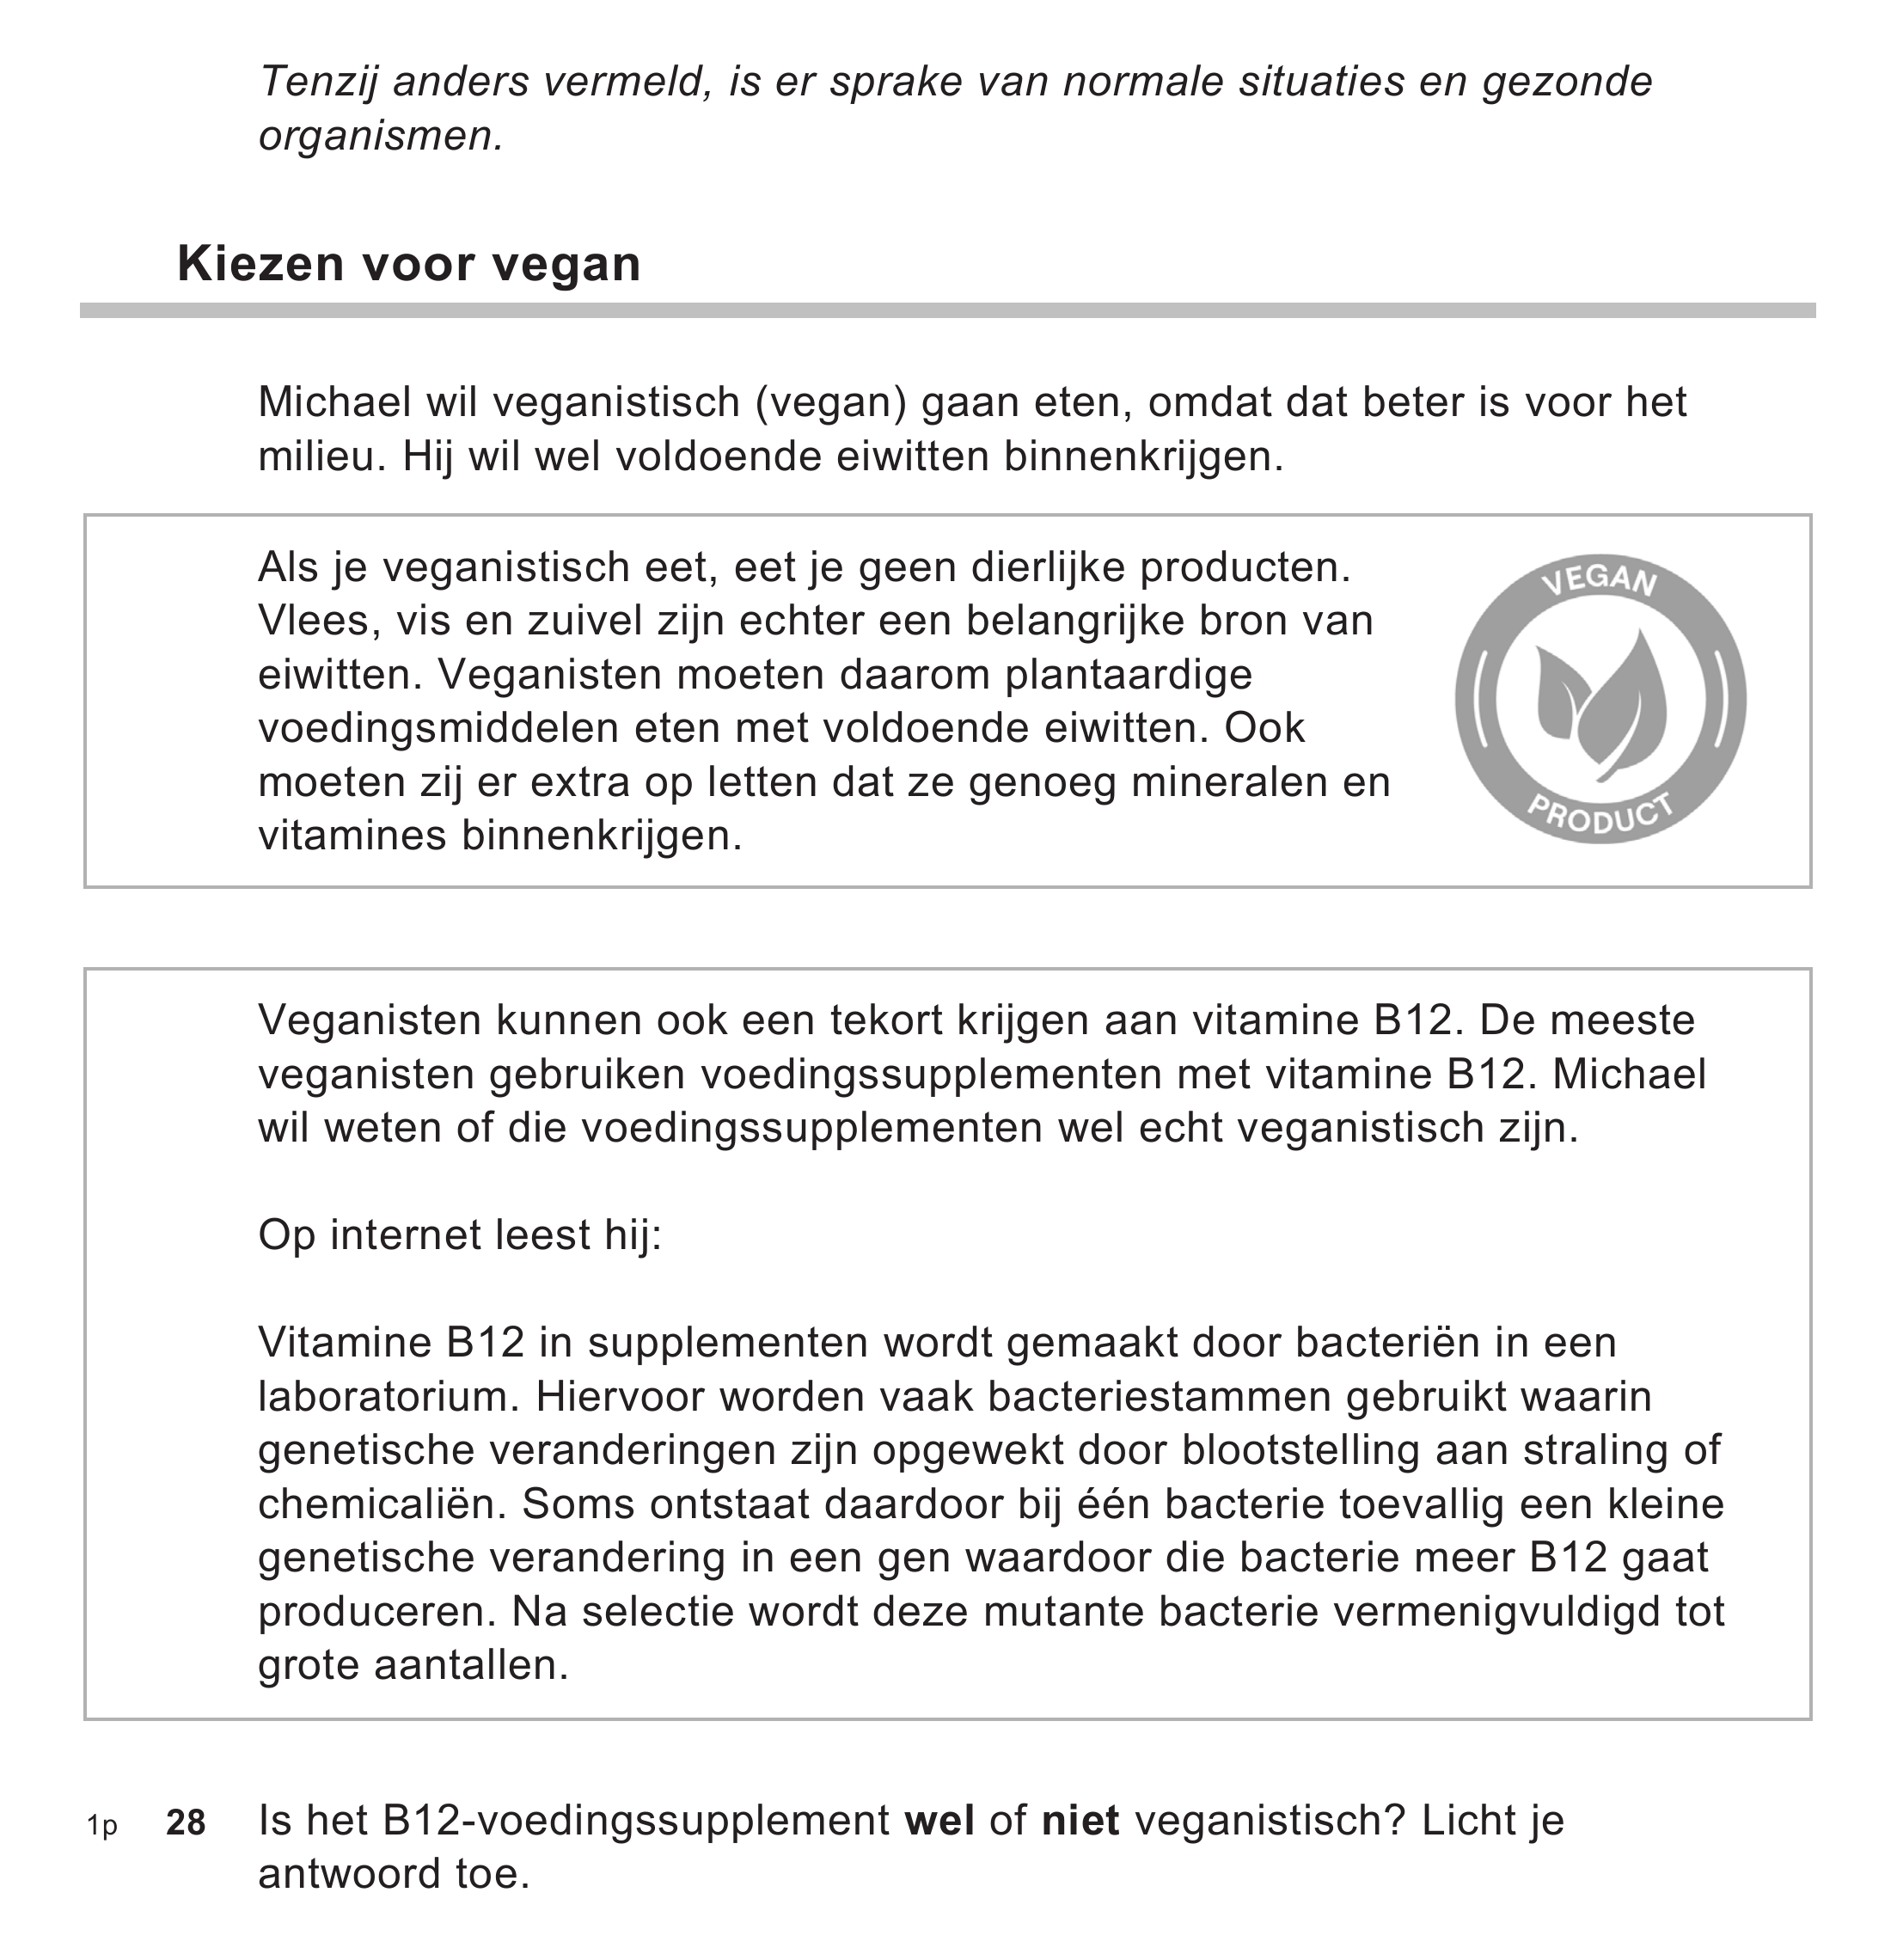 Tenzij anders vermeld, is er sprake van normale situaties en gezonde
organismen.
Kiezen voor vegan
Michael wil veganistisch (vegan) gaan eten, omdat dat beter is voor het
milieu. Hij wil wel voldoende eiwitten binnenkrijgen.
Als je veganistisch eet, eet je geen dierlijke producten.
Vlees, vis en zuivel zijn echter een belangrijke bron van
eiwitten. Veganisten moeten daarom plantaardige
voedingsmiddelen eten met voldoende eiwitten. Ook
moeten zij er extra op letten dat ze genoeg mineralen en
vitamines binnenkrijgen.
VEGAN
PRODUCT
Veganisten kunnen ook een tekort krijgen aan vitamine B12. De meeste
veganisten gebruiken voedingssupplementen met vitamine B12. Michael
wil weten of die voedingssupplementen wel echt veganistisch zijn.
Op internet leest hij:
Vitamine B12 in supplementen wordt gemaakt door bacteriën in een
laboratorium. Hiervoor worden vaak bacteriestammen gebruikt waarin
genetische veranderingen zijn opgewekt door blootstelling aan straling of
chemicaliën. Soms ontstaat daardoor bij één bacterie toevallig een kleine
genetische verandering in een gen waardoor die bacterie meer B12 gaat
produceren. Na selectie wordt deze mutante bacterie vermenigvuldigd tot
grote aantallen.
1p 28 Is het B12-voedingssupplement wel of niet veganistisch? Licht je
antwoord toe.